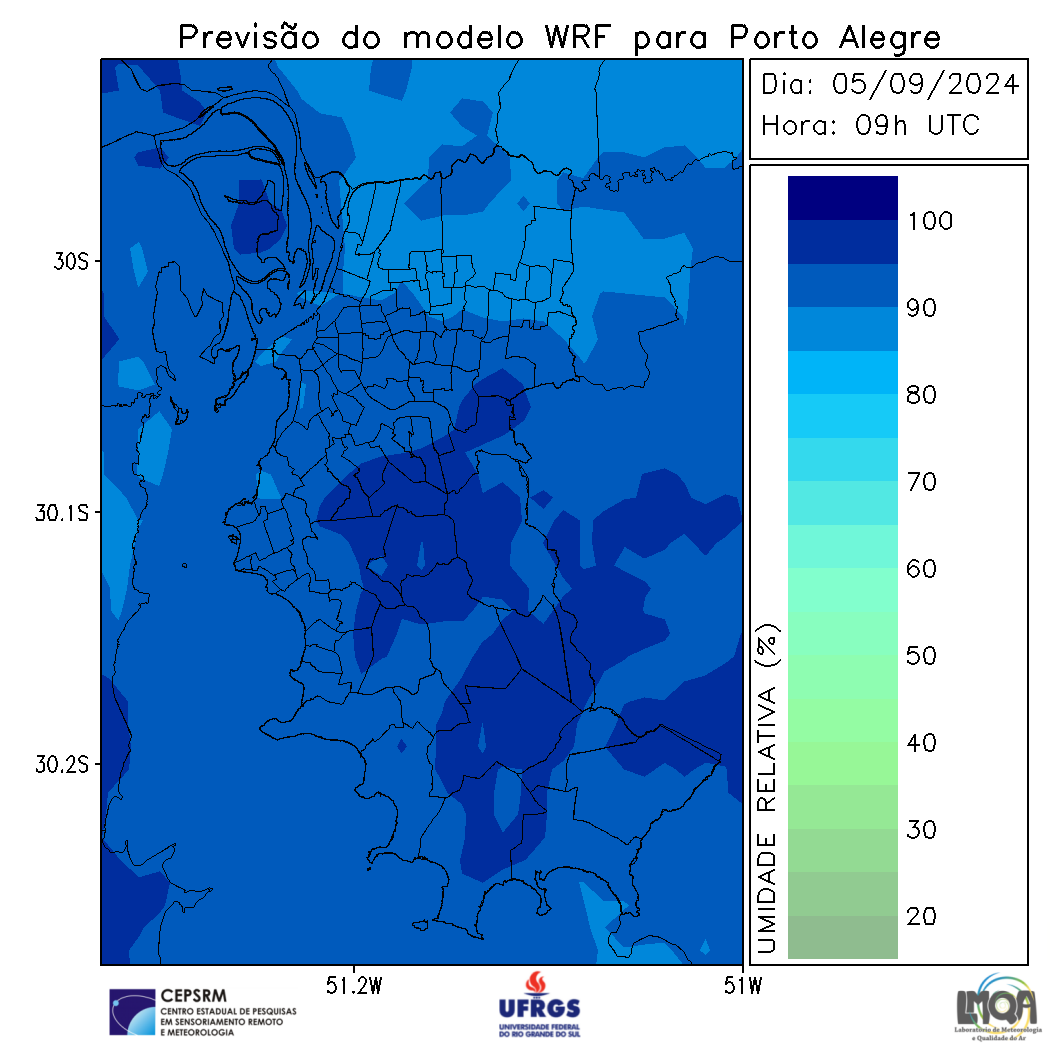 Previsão do modelo WRF para Porto Alegre
Dia: 05/09/2024
Hora: 09h UTC
30S
30.1S
30.2S
51.2W
51W
UMIDADE RELATIVA (%)
100
90
80
70
60
50
40
30
20
CEPSRM
CENTRO ESTADUAL DE PESQUISAS
EM SENSORIAMENTO REMOTO
E METEOROLOGIA
UFRGS
UNIVERSIDADE FEDERAL
DO RIO GRANDE DO SUL
LMQA
Laboratório de Meteorologia
e Qualidade do Ar